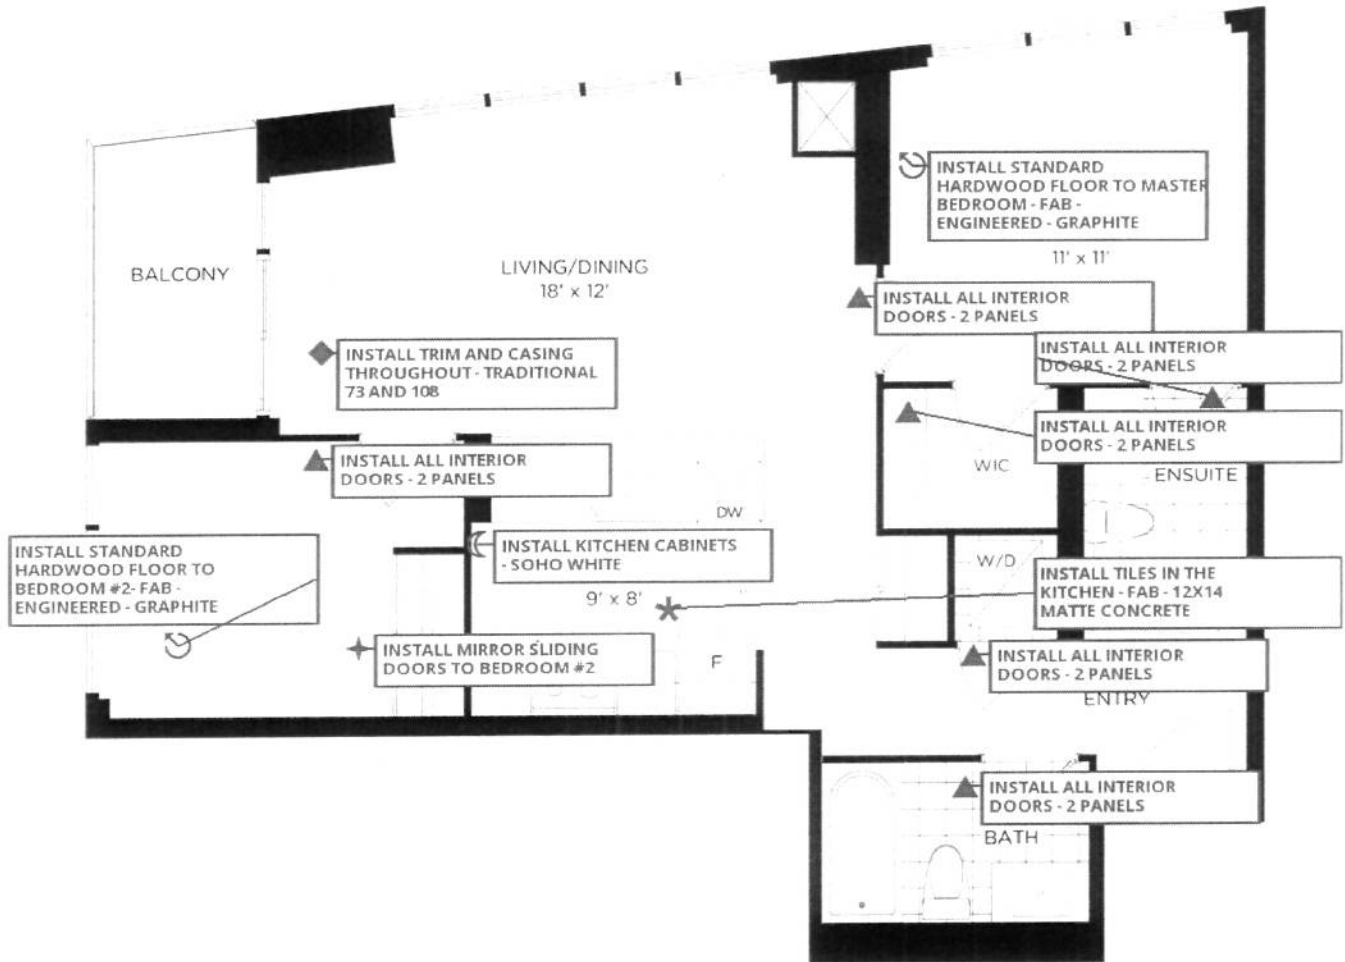 INSTALL STANDARD
HARDWOOD FLOOR TO MASTER
BEDROOM - FAB -
ENGINEERED - GRAPHITE
11' x 11'
BALCONY
LIVING/DINING
18' x 12'
INSTALL ALL INTERIOR
DOORS - 2 PANELS
INSTALL TRIM AND CASING
THROUGHOUT - TRADITIONAL
73 AND 108
INSTALL ALL INTERIOR
DOORS - 2 PANELS
INSTALL ALL INTERIOR
DOORS - 2 PANELS
INSTALL ALL INTERIOR
DOORS - 2 PANELS
WIC
ENSUITE
DW
INSTALL STANDARD
HARDWOOD FLOOR TO
BEDROOM #2- FAB -
ENGINEERED - GRAPHITE
INSTALL KITCHEN CABINETS
- SOHO WHITE
9' x 8'
W/D
INSTALL TILES IN THE
KITCHEN - FAB - 12X14
MATTE CONCRETE
INSTALL MIRROR SLIDING
DOORS TO BEDROOM #2
F
INSTALL ALL INTERIOR
DOORS - 2 PANELS
ENTRY
INSTALL ALL INTERIOR
DOORS - 2 PANELS
BATH